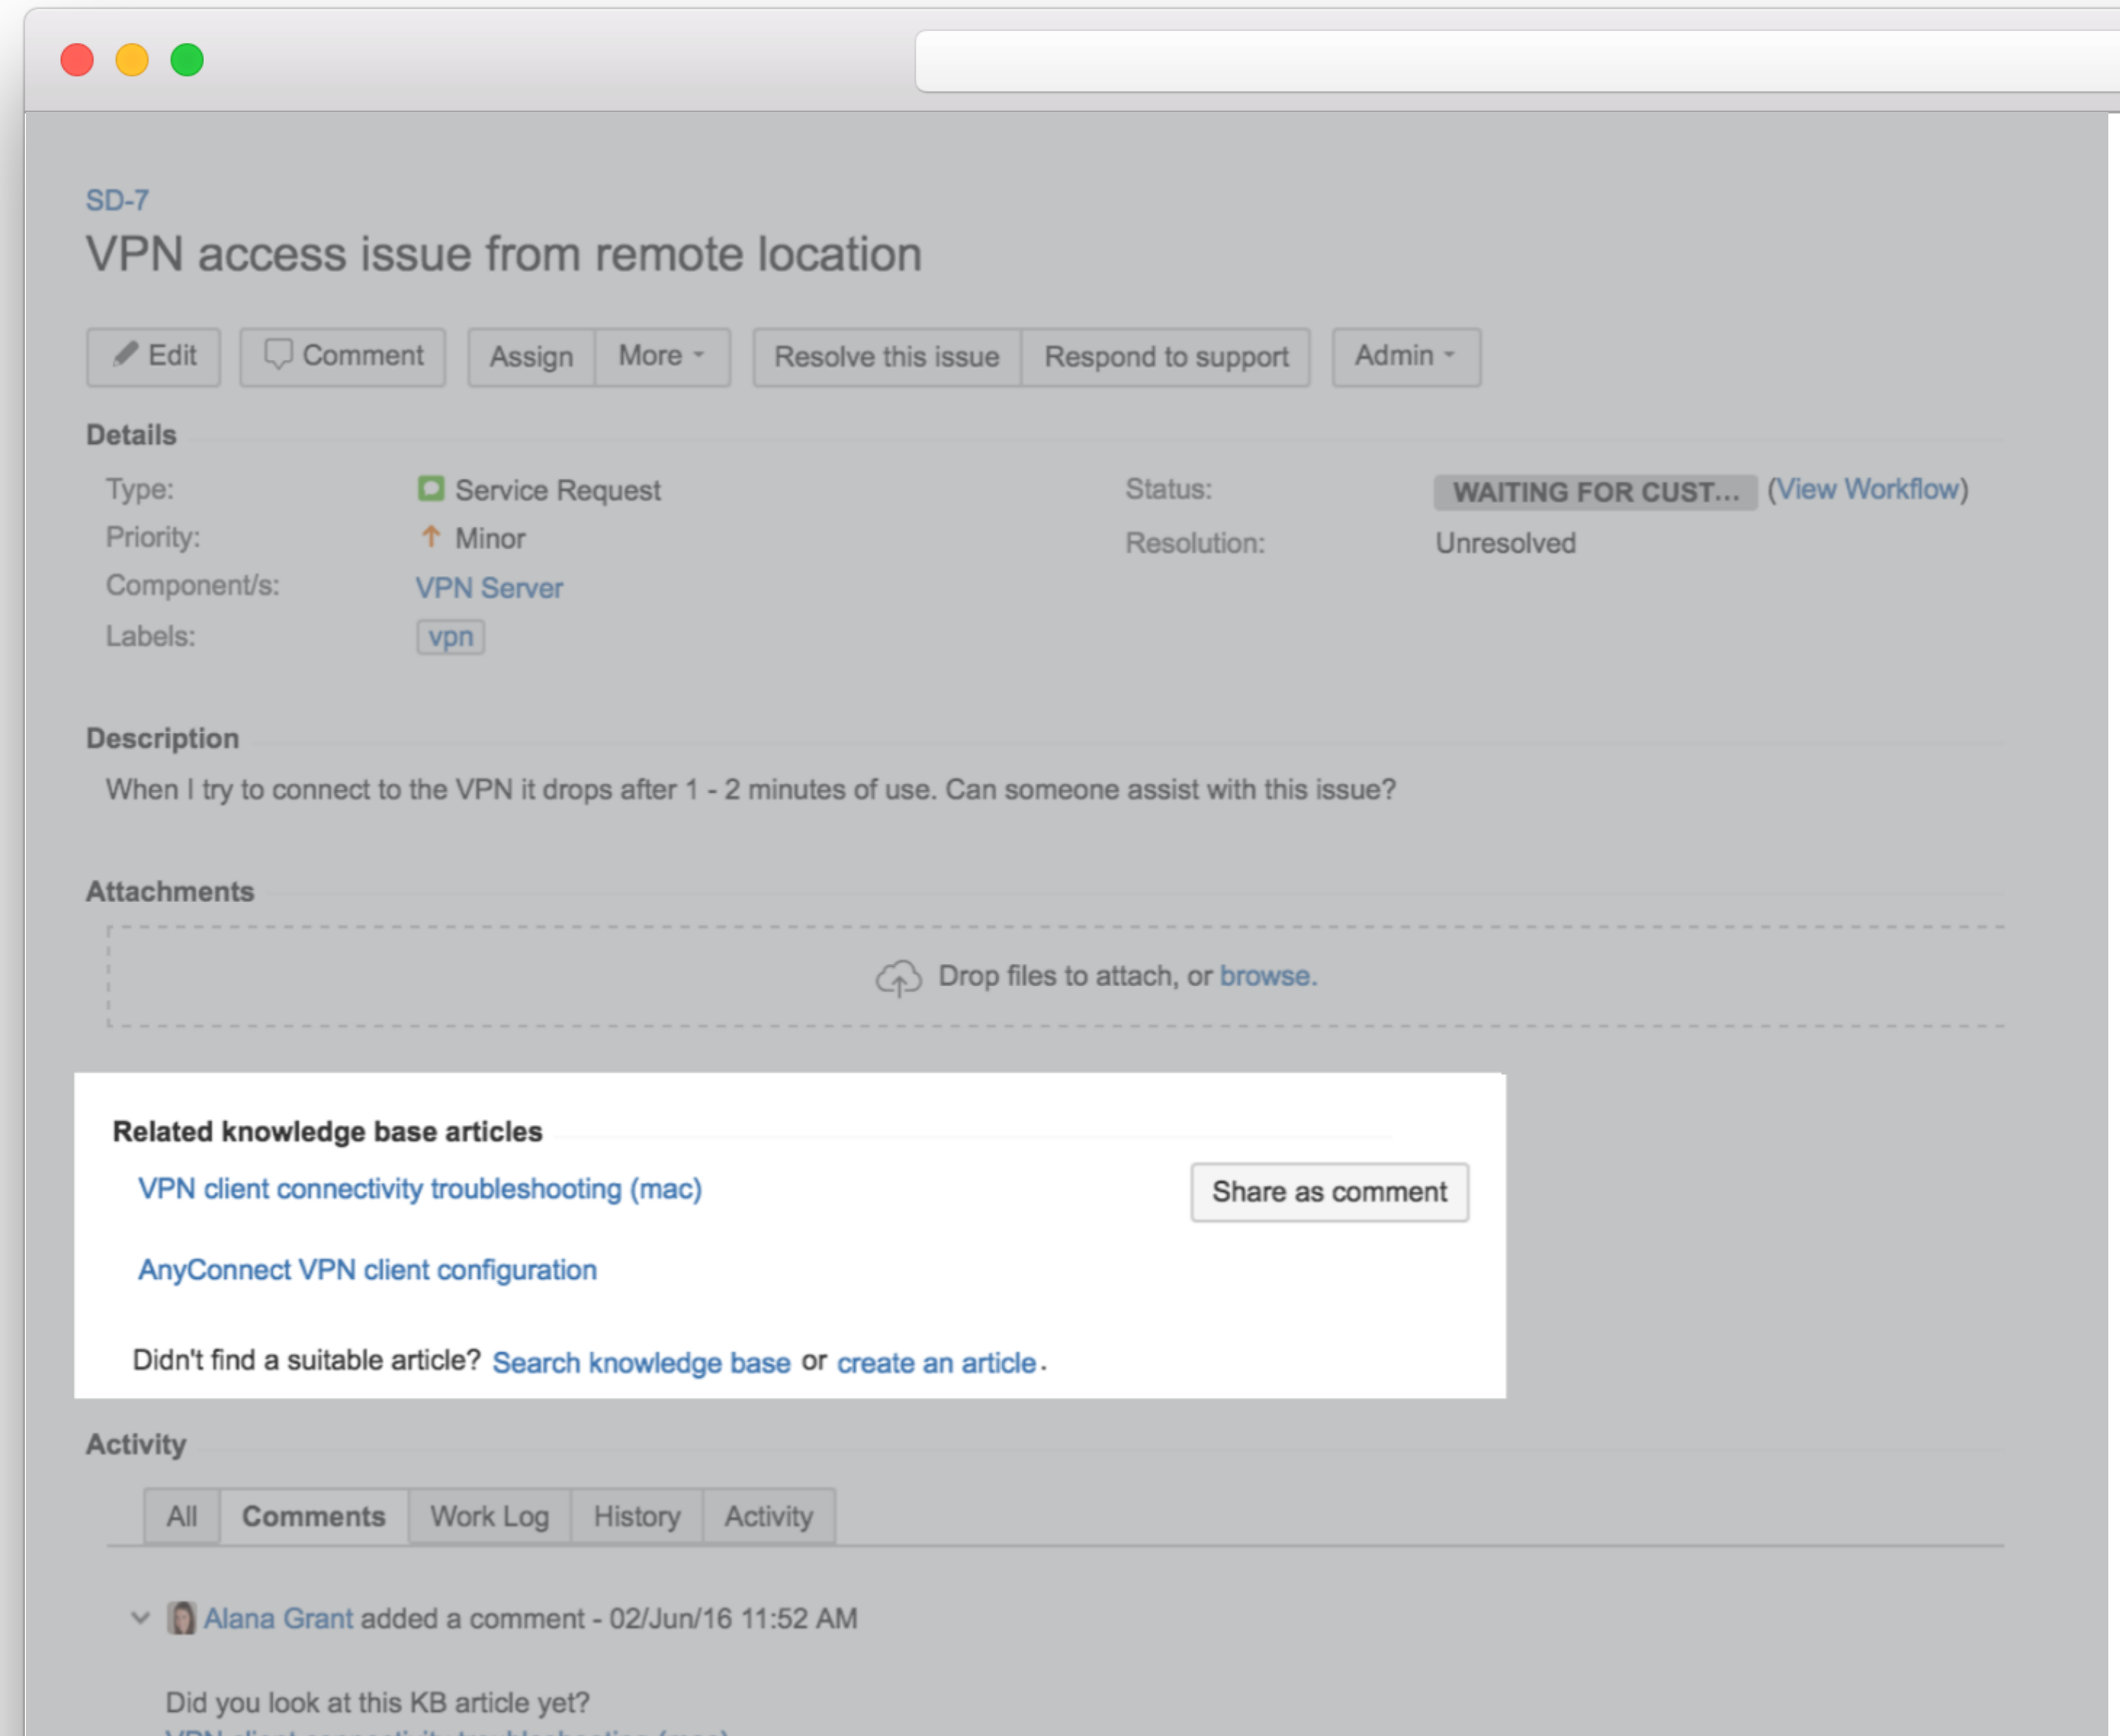 SD-7
VPN access issue from remote location
Edit Comment Assign More Resolve this issue Respond to support Admin
Details
Type: Service Request Status: WAITING FOR CUST... (View Workflow)
Priority: Minor Resolution: Unresolved
Component/s: VPN Server
Labels: vpn
Description
When I try to connect to the VPN it drops after 1 - 2 minutes of use. Can someone assist with this issue?
Attachments
Drop files to attach, or browse.
Related knowledge base articles
VPN client connectivity troubleshooting (mac) Share as comment
AnyConnect VPN client configuration
Didn't find a suitable article? Search knowledge base or create an article.
Activity
All Comments Work Log History Activity
Alana Grant added a comment - 02/Jun/16 11:52 AM
Did you look at this KB article yet?
VPN client connectivity troubleshooting (mac)